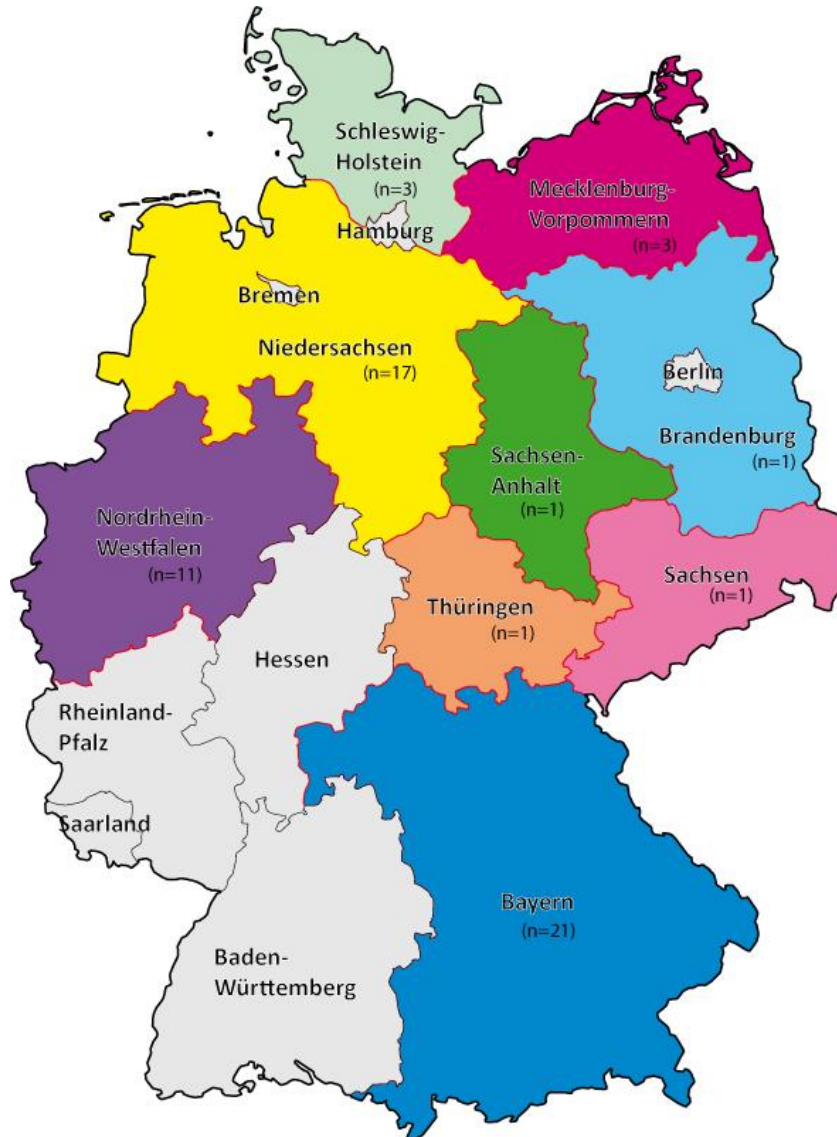 Schleswig-
Holstein
(n=3)
Mecklenburg-
Vorpommern
(n=3)
Hamburg
Bremen
Niedersachsen
(n=17)
Berlin
Brandenburg
(n=1)
Sachsen-
Anhalt
(n=1)
Nordrhein-
Westfalen
(n=11)
Sachsen
(n=1)
Thüringen
(n=1)
Hessen
Rheinland-
Pfalz
Saarland
Bayern
(n=21)
Baden-
Württemberg